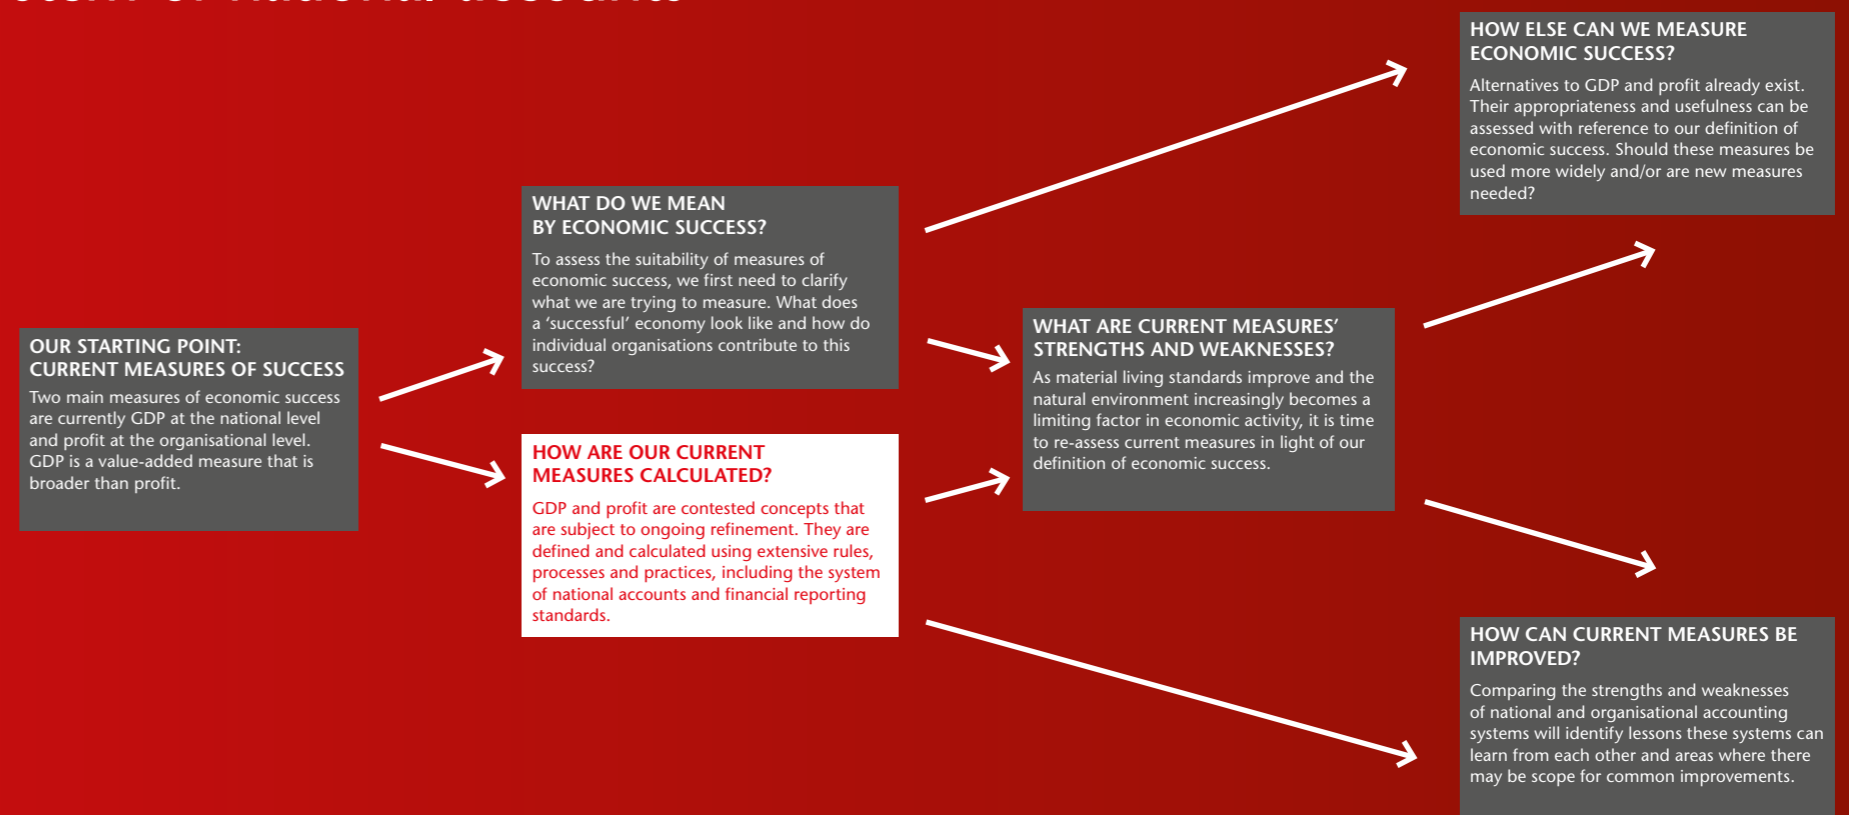 of national accounts
OUR STARTING POINT:
CURRENT MEASURES OF SUCCESS
Two main measures of economic success
are currently GDP at the national level
and profit at the organisational level.
GDP is a value-added measure that is
broader than profit.
WHAT DO WE MEAN
BY ECONOMIC SUCCESS?
To assess the suitability of measures of
economic success, we first need to clarify
what we are trying to measure. What does
a ‘successful’ economy look like and how do
individual organisations contribute to this
success?
HOW ARE OUR CURRENT
MEASURES CALCULATED?
GDP and profit are contested concepts that
are subject to ongoing refinement. They are
defined and calculated using extensive rules,
processes and practices, including the system
of national accounts and financial reporting
standards.
WHAT ARE CURRENT MEASURES’
STRENGTHS AND WEAKNESSES?
As material living standards improve and the
natural environment increasingly becomes a
limiting factor in economic activity, it is time
to re-assess current measures in light of our
definition of economic success.
HOW ELSE CAN WE MEASURE
ECONOMIC SUCCESS?
Alternatives to GDP and profit already exist.
Their appropriateness and usefulness can be
assessed with reference to our definition of
economic success. Should these measures be
used more widely and/or are new measures
needed?
HOW CAN CURRENT MEASURES BE
IMPROVED?
Comparing the strengths and weaknesses
of national and organisational accounting
systems will identify lessons these systems can
learn from each other and areas where there
may be scope for common improvements.